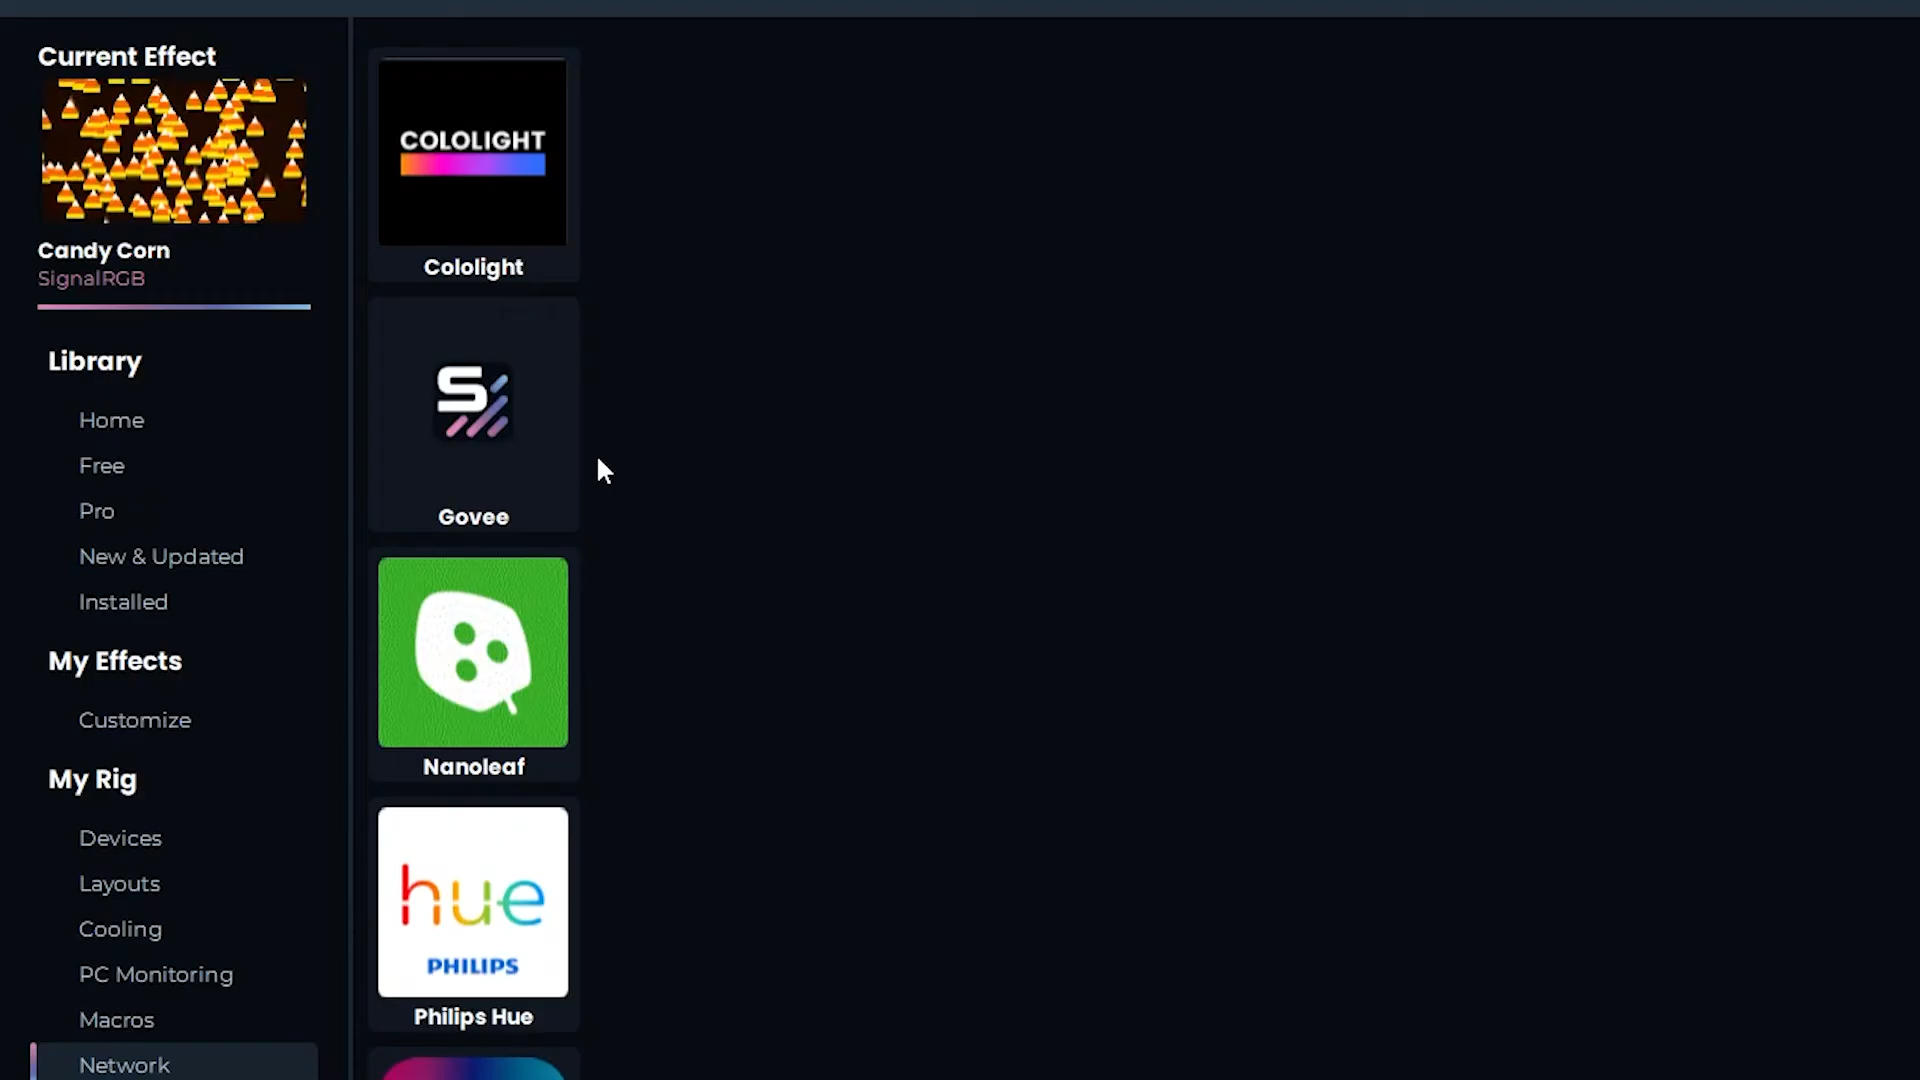 Current Effect
Candy Corn
SignalRGB
Library
Home
Free
Pro
New & Updated
Installed
My Effects
Customize
My Rig
Devices
Layouts
Cooling
PC Monitoring
Macros
Network
COLOLIGHT
Cololight
S
Govee
Nanoleaf
hue
PHILIPS
Philips Hue